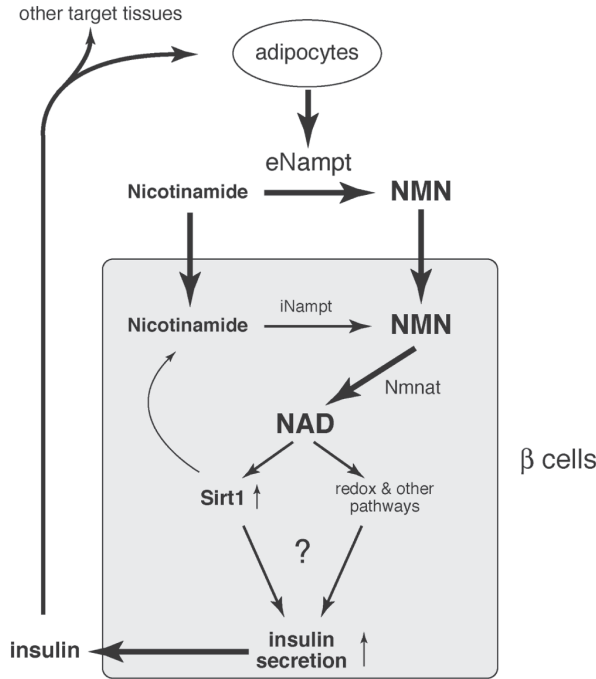 other target tissues
adipocytes
eNampt
Nicotinamide
NMN
iNampt
Nicotinamide
NMN
Nmnat
NAD
β cells
Sirt1
redox & other
pathways
?
insulin
insulin
secretion